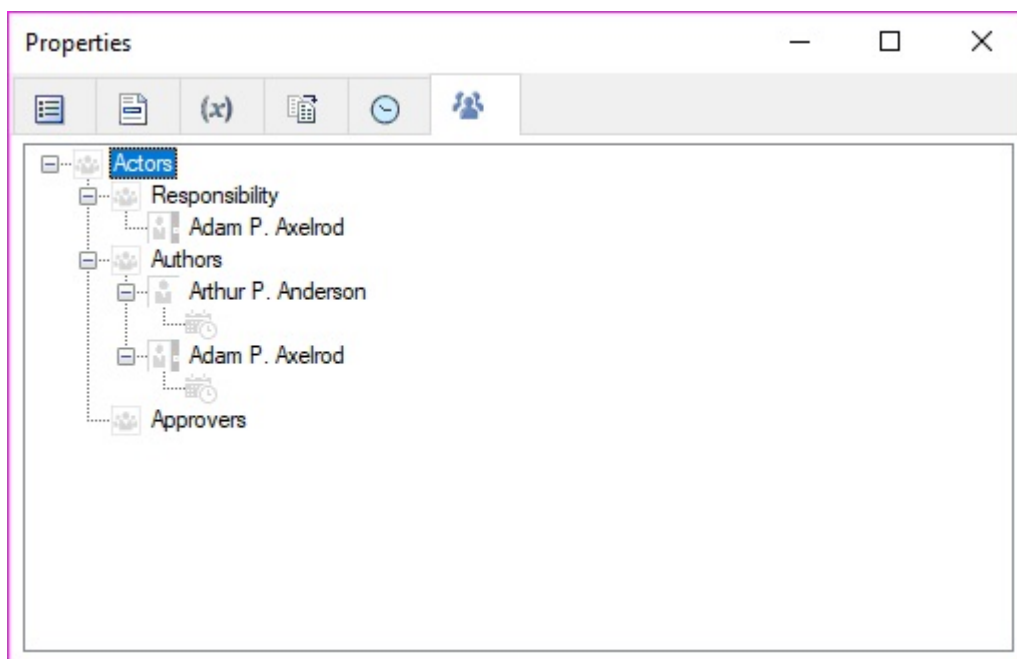 Properties
(x)
Actors
Responsibility
Adam P. Axelrod
Authors
Arthur P. Anderson
Adam P. Axelrod
Approvers